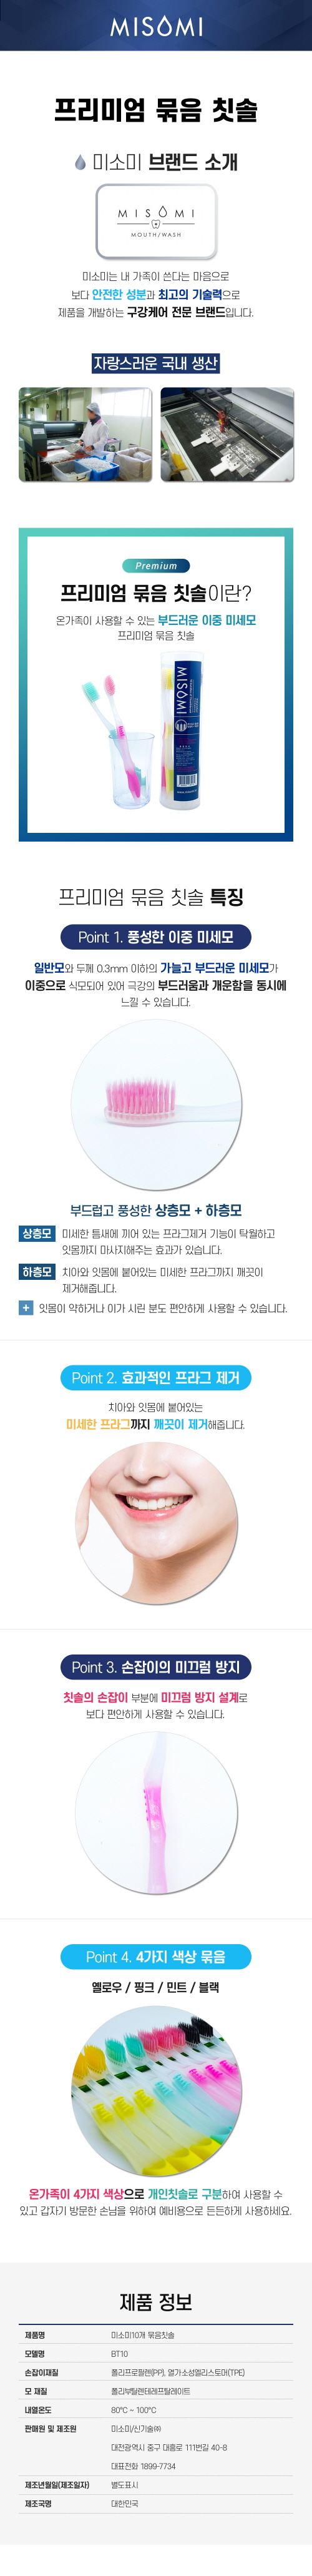 MISOMI
프리미엄 묶음 칫솔
미소미 브랜드 소개
MISOMI
MOUTH/WASH
미소미는 내 가족이 쓴다는 마음으로
보다 안전한 성분과 최고의 기술력으로
제품을 개발하는 구강케어 전문 브랜드입니다.
자랑스러운 국내 생산
Premium
프리미엄 묶음 칫솔이란?
온가족이 사용할 수 있는 부드러운 이중 미세모
프리미엄 묶음 칫솔
MISOMI
프리미엄 묶음 칫솔 특징
Point 1. 풍성한 이중 미세모
일반모와 두께 0.3mm 이하의 가늘고 부드러운 미세모가
이중으로 식모되어 있어 극강의 부드러움과 개운함을 동시에
느낄 수 있습니다.
부드럽고 풍성한 상층모 + 하층모
상층모 미세한 틈새에 끼어 있는 프라그제거 기능이 탁월하고
잇몸까지 마사지해주는 효과가 있습니다.
하층모 치아와 잇몸에 붙어있는 미세한 프라그까지 깨끗이
제거해줍니다.
+ 잇몸이 약하거나 이가 시린 분도 편안하게 사용할 수 있습니다.
Point 2. 효과적인 프라그 제거
치아와 잇몸에 붙어있는
미세한 프라그까지 깨끗이 제거해줍니다.
Point 3. 손잡이의 미끄럼 방지
칫솔의 손잡이 부분에 미끄럼 방지 설계로
보다 편안하게 사용할 수 있습니다.
Point 4. 4가지 색상 묶음
옐로우 / 핑크 / 민트 / 블랙
온가족이 4가지 색상으로 개인칫솔로 구분하여 사용할 수
있고 갑자기 방문한 손님을 위하여 예비용으로 든든하게 사용하세요.
제품 정보
제품명 미소미10개 묶음칫솔
모델명 BT10
손잡이재질 폴리프로필렌(PP), 열가소성엘리스토머(TPE)
모 재질 폴리부틸렌테레프탈레이트
내열온도 80°C ~ 100°C
판매원 및 제조원 미소미/신기술㈜
대전광역시 중구 대흥로 111번길 40-8
대표전화 1899-7734
제조년월일(제조일자) 별도표시
제조국명 대한민국